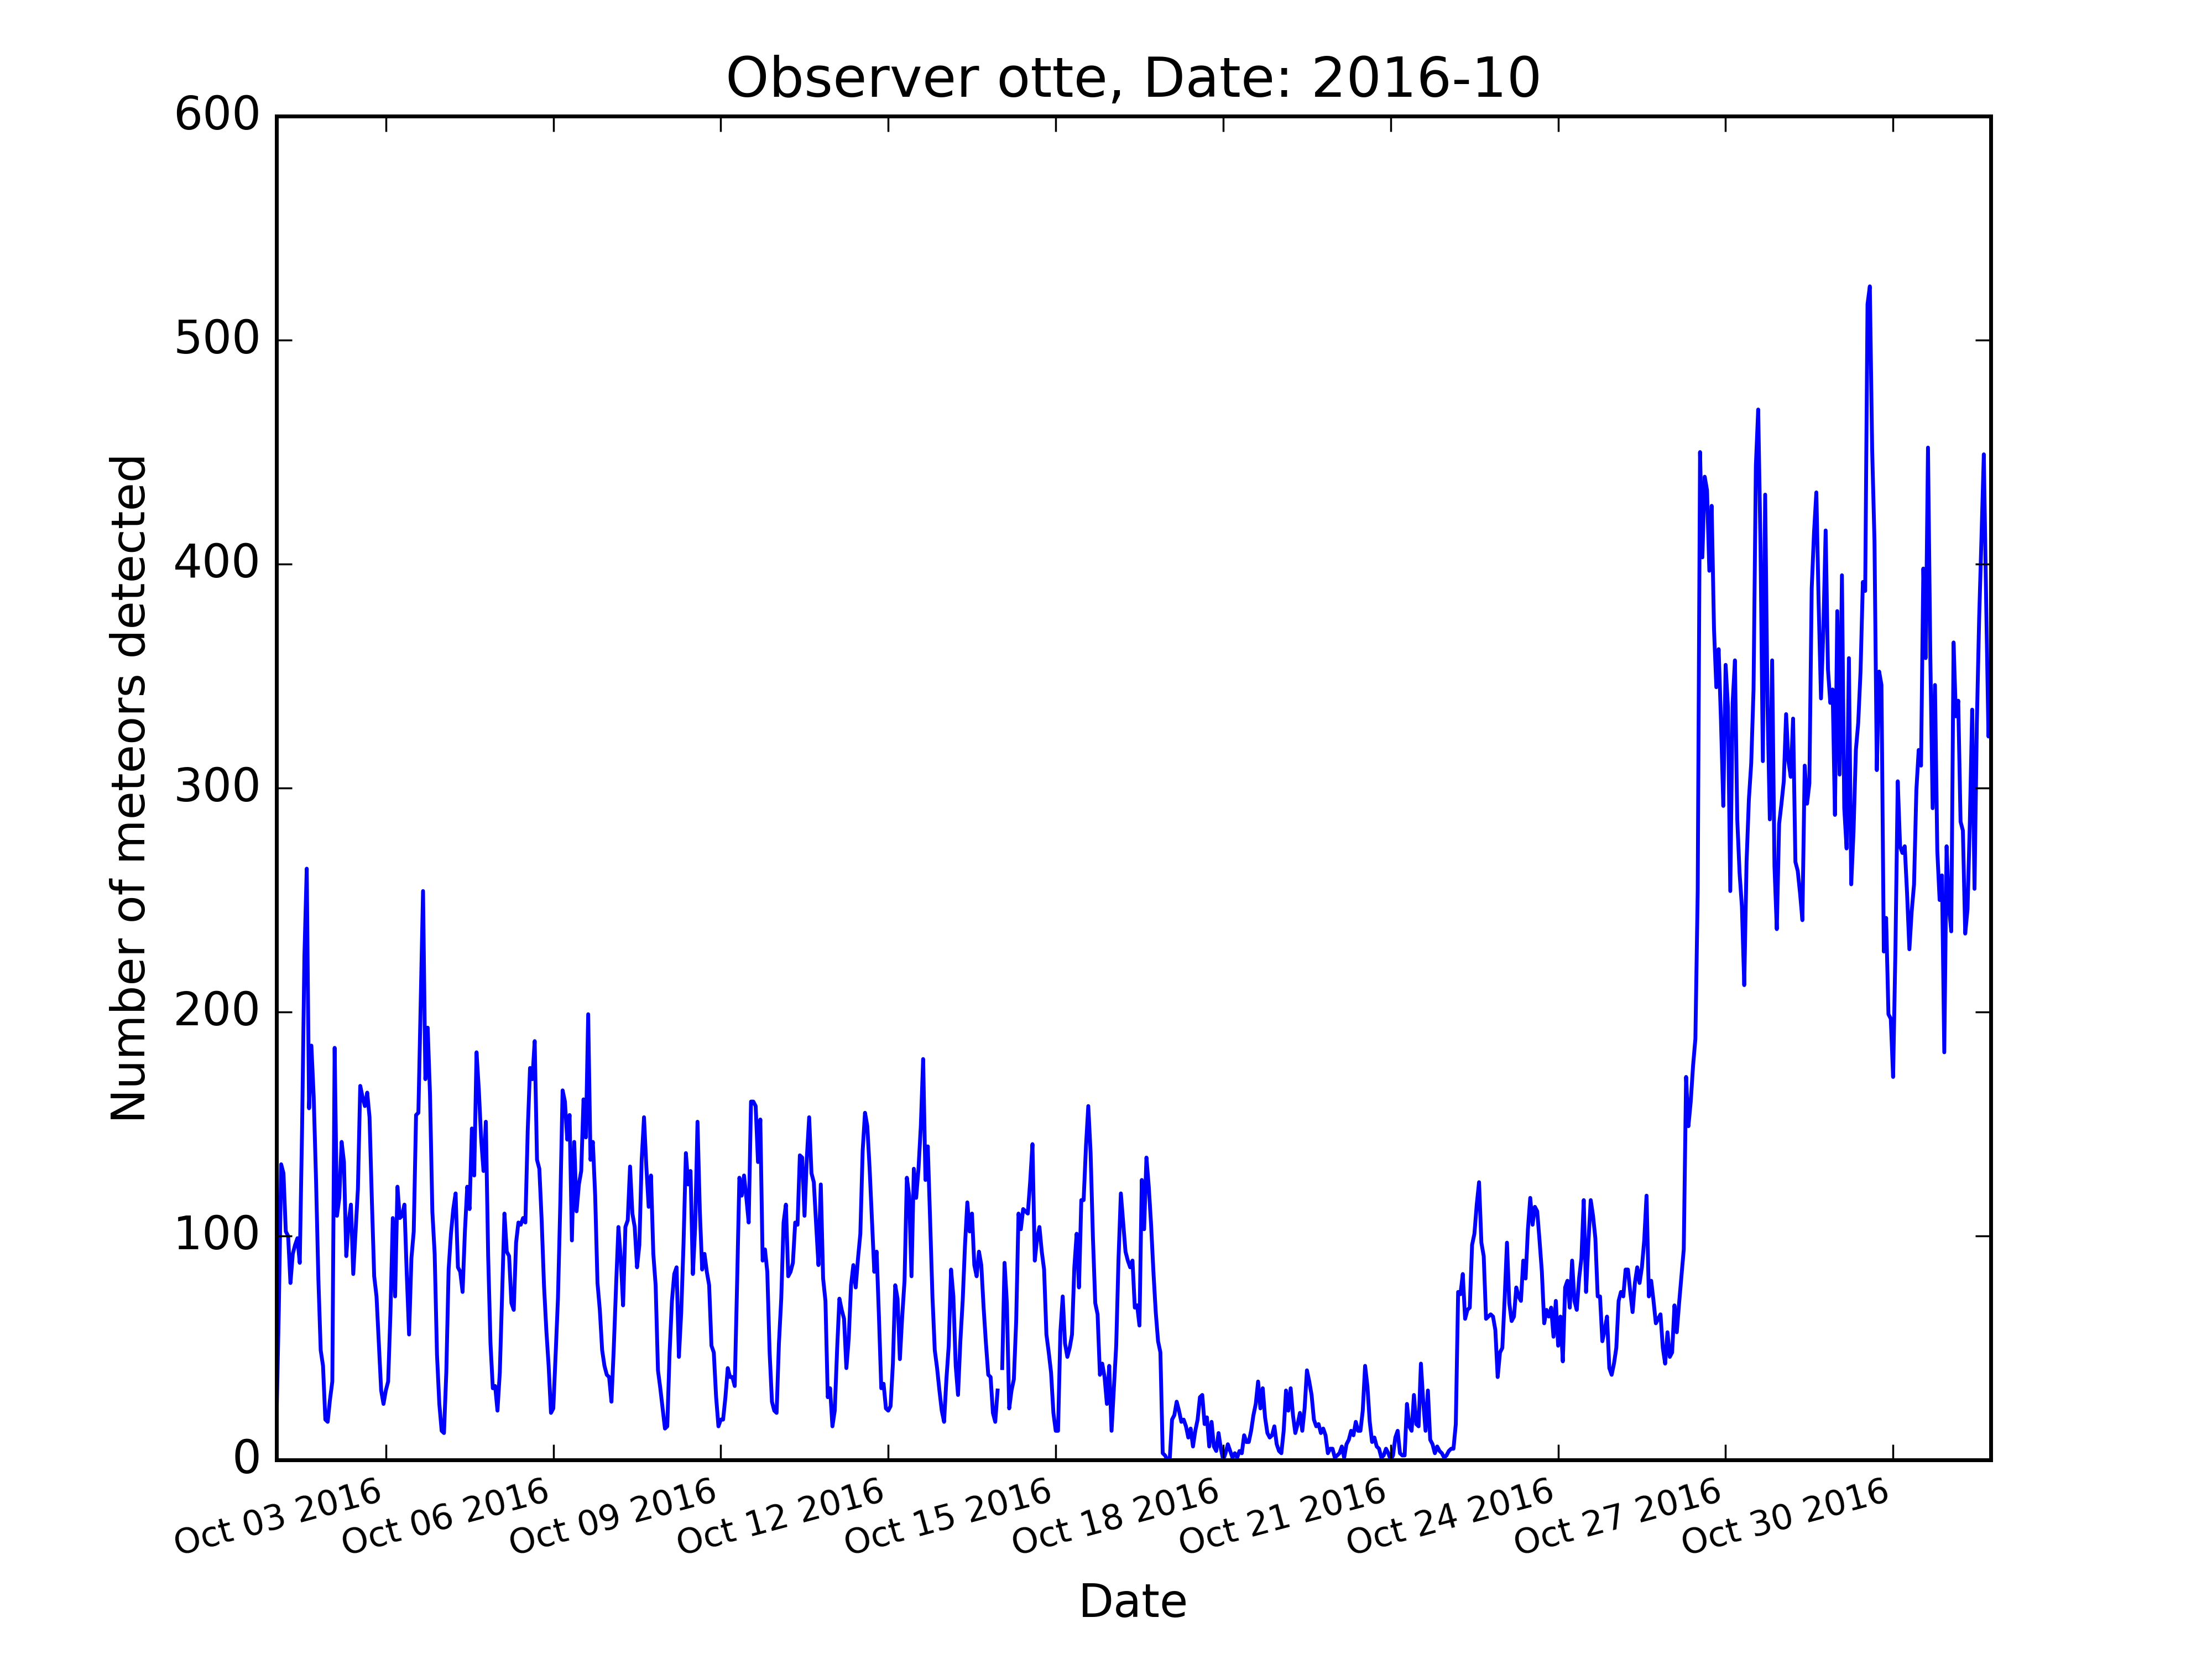 Observer otte, Date: 2016-10
600
500
400
300
200
100
0
Number of meteors detected
Oct 03 2016
Oct 06 2016
Oct 09 2016
Oct 12 2016
Oct 15 2016
Oct 18 2016
Oct 21 2016
Oct 24 2016
Oct 27 2016
Oct 30 2016
Date